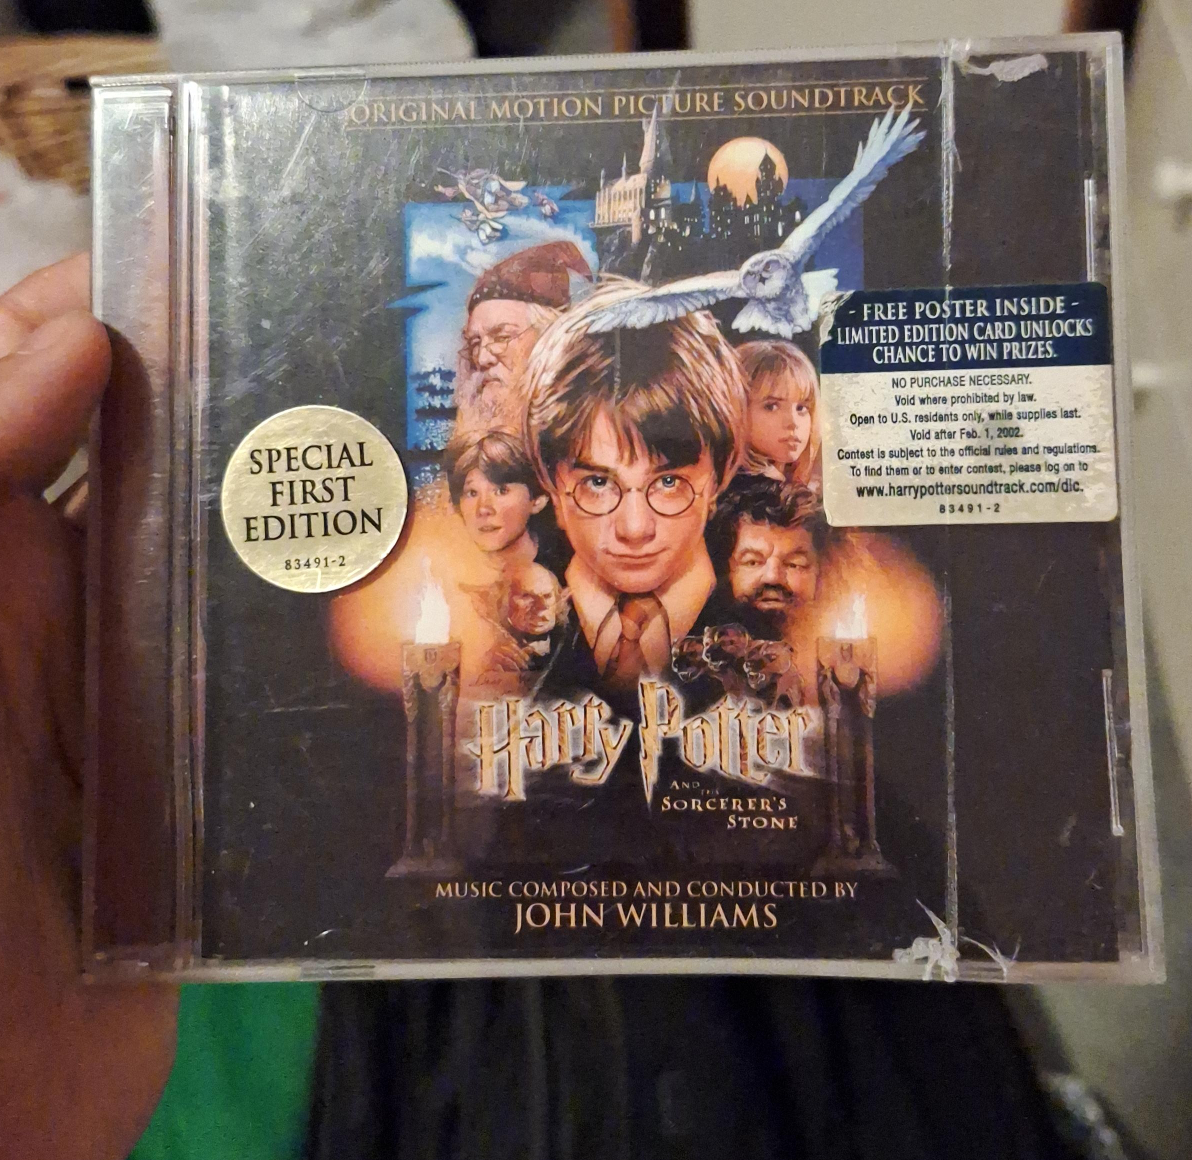 ORIGINAL MOTION PICTURE SOUNDTRACK
- FREE POSTER INSIDE -
LIMITED EDITION CARD UNLOCKS
CHANCE TO WIN PRIZES.
NO PURCHASE NECESSARY.
Void where prohibited by law.
Open to U.S. residents only, while supplies last.
Void after Feb. 1, 2002.
Contest is subject to the official rules and regulations.
To find them or to enter contest, please log on to
www.harrypottersoundtrack.com/dic.
83491-2
SPECIAL
FIRST
EDITION
83491-2
Harry Potter
AND THE
SORCERER'S
STONE
MUSIC COMPOSED AND CONDUCTED BY
JOHN WILLIAMS